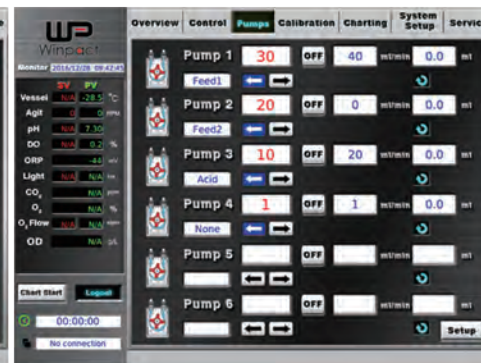 Overview Control Pumps Calibration Charting System Setup Servic
WP
Winpact
Monitor 2016/12/28 09:42:45
SV PV
Vessel N/A -28.5 °C
Agit 0 0 RPM
pH N/A 7.30
DO N/A 0.2 %
ORP -44 mV
Light N/A N/A
CO2 N/A ppm
O2 N/A %
O2 Flow N/A N/A
OD N/A
Chart Start Logout
00:00:00
No connection
Pump 1 30 OFF 40 ml/min 0.0 ml
Feed1
Pump 2 20 OFF 0 ml/min 0.0 ml
Feed2
Pump 3 10 OFF 20 ml/min 0.0 ml
Acid
Pump 4 1 OFF 1 ml/min 0.0 ml
None
Pump 5 OFF ml/min ml
Pump 6 OFF ml/min ml
Setup